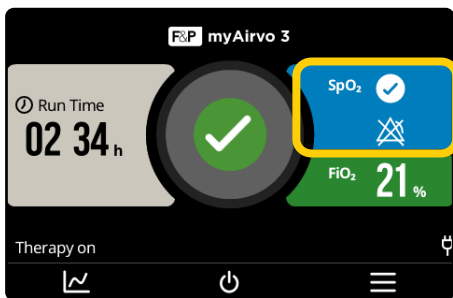 F&P myAirvo 3
SpO₂
Run Time
02 34 h
FiO₂ 21 %
Therapy on